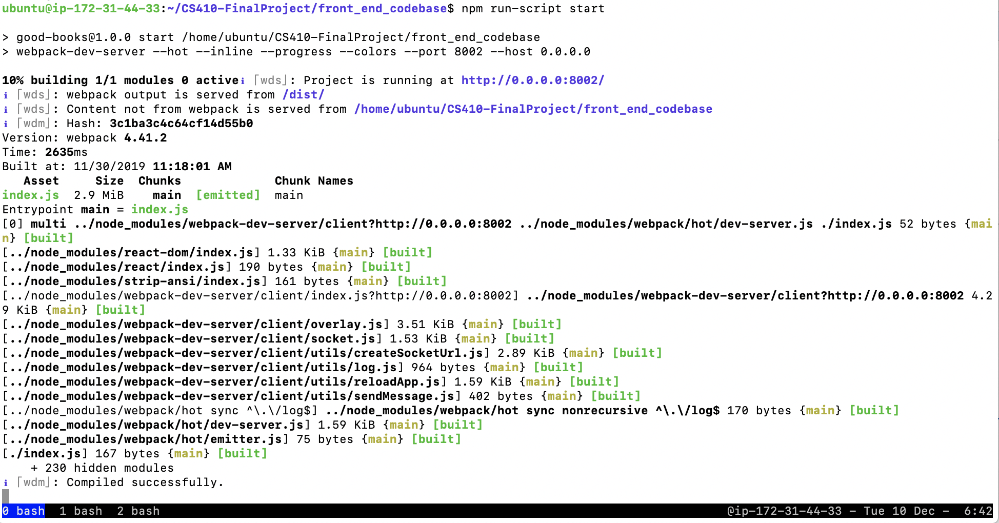 ubuntu@ip-172-31-44-33:~/CS410-FinalProject/front_end_codebase$ npm run-script start
> good-books@1.0.0 start /home/ubuntu/CS410-FinalProject/front_end_codebase
> webpack-dev-server --hot --inline --progress --colors --port 8002 --host 0.0.0.0
10% building 1/1 modules 0 activeℹ ｢wds｣: Project is running at http://0.0.0.0:8002/
ℹ ｢wds｣: webpack output is served from /dist/
ℹ ｢wds｣: Content not from webpack is served from /home/ubuntu/CS410-FinalProject/front_end_codebase
ℹ ｢wdm｣: Hash: 3c1ba3c4c64cf14d55b0
Version: webpack 4.41.2
Time: 2635ms
Built at: 11/30/2019 11:18:01 AM
   Asset     Size  Chunks             Chunk Names
index.js  2.9 MiB    main  [emitted]  main
Entrypoint main = index.js
[0] multi ../node_modules/webpack-dev-server/client?http://0.0.0.0:8002 ../node_modules/webpack/hot/dev-server.js ./index.js 52 bytes {mai
n} [built]
[../node_modules/react-dom/index.js] 1.33 KiB {main} [built]
[../node_modules/react/index.js] 190 bytes {main} [built]
[../node_modules/strip-ansi/index.js] 161 bytes {main} [built]
[../node_modules/webpack-dev-server/client/index.js?http://0.0.0.0:8002] ../node_modules/webpack-dev-server/client?http://0.0.0.0:8002 4.2
9 KiB {main} [built]
[../node_modules/webpack-dev-server/client/overlay.js] 3.51 KiB {main} [built]
[../node_modules/webpack-dev-server/client/socket.js] 1.53 KiB {main} [built]
[../node_modules/webpack-dev-server/client/utils/createSocketUrl.js] 2.89 KiB {main} [built]
[../node_modules/webpack-dev-server/client/utils/log.js] 964 bytes {main} [built]
[../node_modules/webpack-dev-server/client/utils/reloadApp.js] 1.59 KiB {main} [built]
[../node_modules/webpack-dev-server/client/utils/sendMessage.js] 402 bytes {main} [built]
[../node_modules/webpack/hot sync ^\.\/log$] ../node_modules/webpack/hot sync nonrecursive ^\.\/log$ 170 bytes {main} [built]
[../node_modules/webpack/hot/dev-server.js] 1.59 KiB {main} [built]
[../node_modules/webpack/hot/emitter.js] 75 bytes {main} [built]
[./index.js] 167 bytes {main} [built]
    + 230 hidden modules
ℹ ｢wdm｣: Compiled successfully.
0 bash  1 bash  2 bash @ip-172-31-44-33 - Tue 10 Dec -  6:42